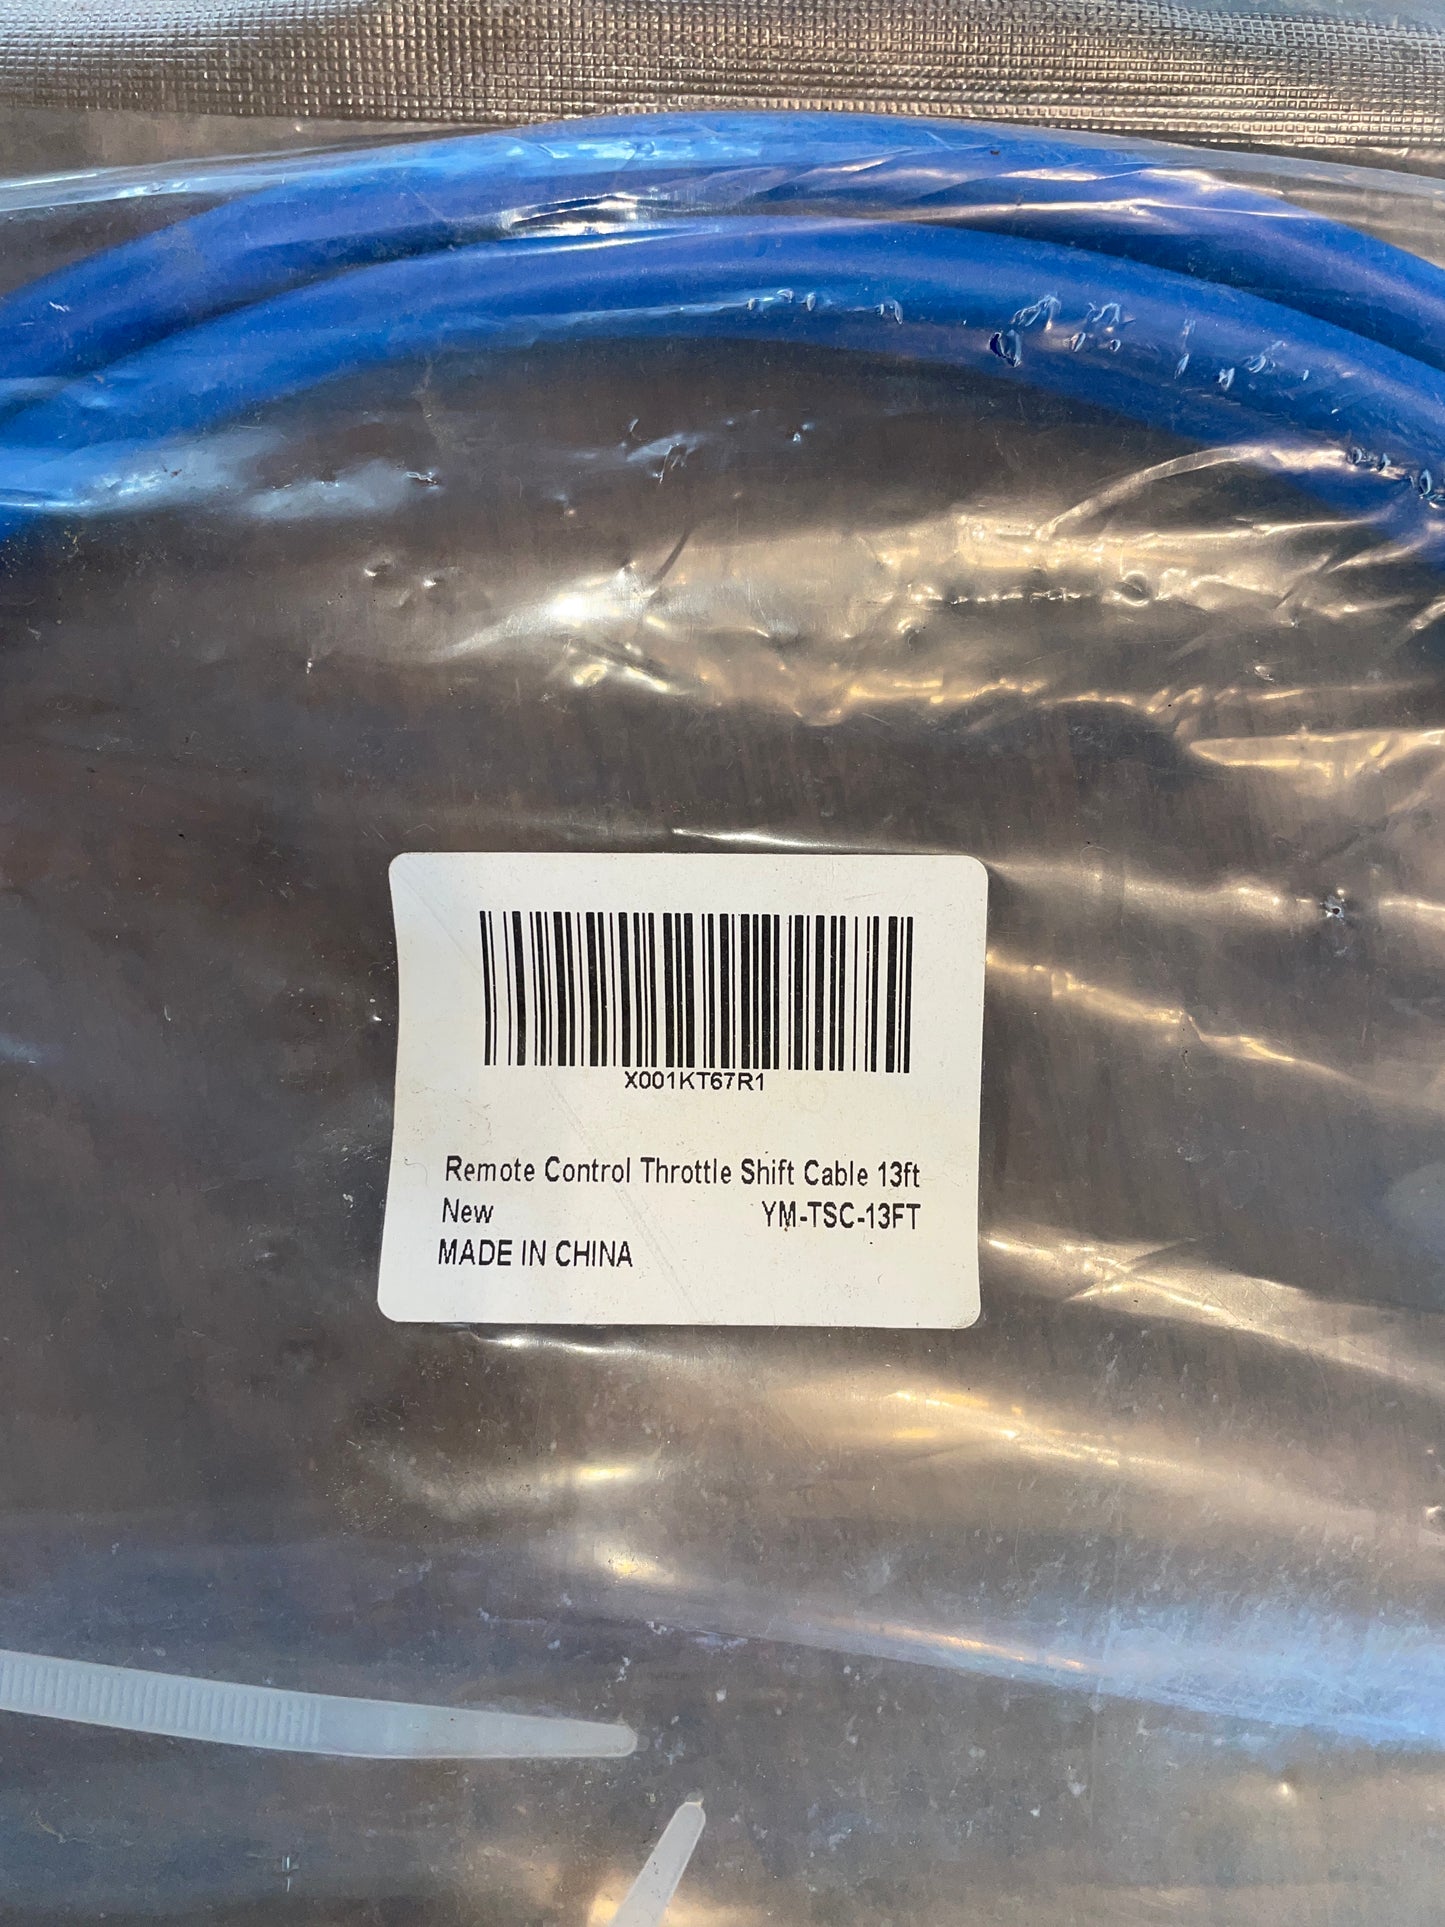 X001KT67R1
Remote Control Throttle Shift Cable 13ft
New YM-TSC-13FT
MADE IN CHINA